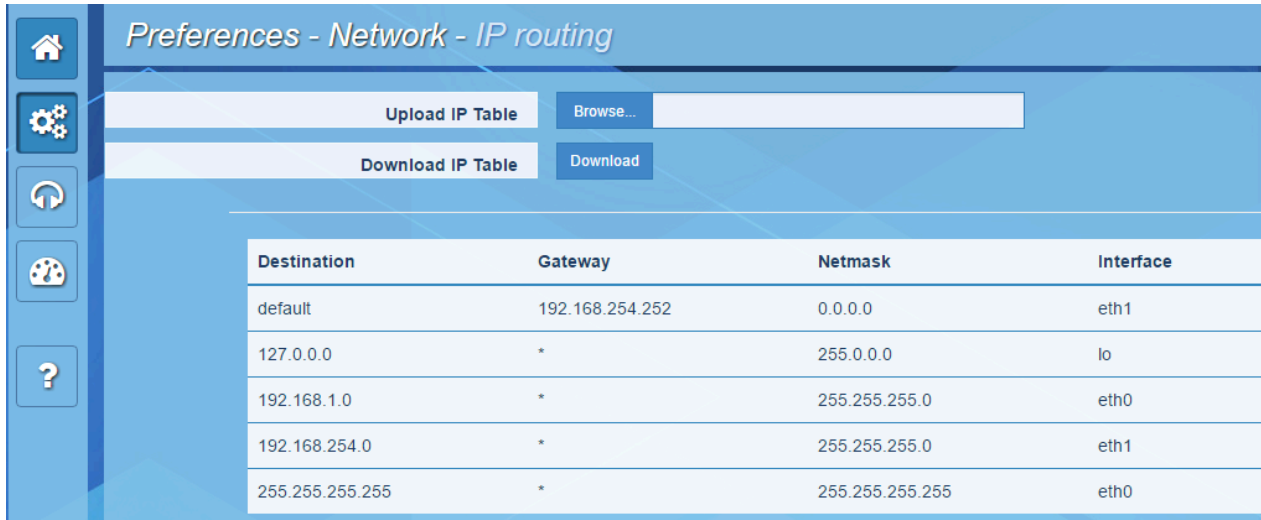 Preferences - Network - IP routing
Upload IP Table Browse...
Download IP Table Download
Destination Gateway Netmask Interface
default 192.168.254.252 0.0.0.0 eth1
127.0.0.0 * 255.0.0.0 lo
192.168.1.0 * 255.255.255.0 eth0
192.168.254.0 * 255.255.255.0 eth1
255.255.255.255 * 255.255.255.255 eth0
?